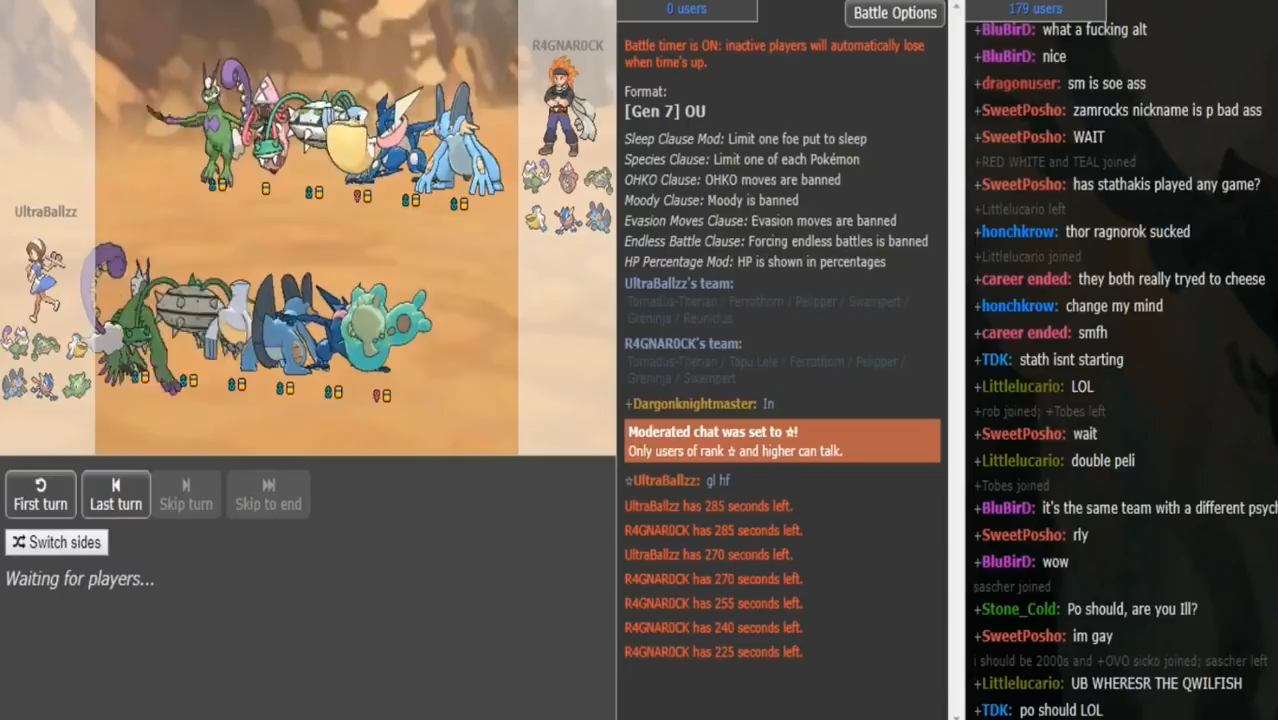 R4GNAR0CK
UltraBallzz
First turn
Last turn
Skip turn
Skip to end
Switch sides
Waiting for players...
0 users
Battle Options
Battle timer is ON: inactive players will automatically lose
when time's up.
Format:
[Gen 7] OU
Sleep Clause Mod: Limit one foe put to sleep
Species Clause: Limit one of each Pokémon
OHKO Clause: OHKO moves are banned
Moody Clause: Moody is banned
Evasion Moves Clause: Evasion moves are banned
Endless Battle Clause: Forcing endless battles is banned
HP Percentage Mod: HP is shown in percentages
UltraBallzz's team:
Tornadus-Therian / Ferrothorn / Pelipper / Swampert /
Greninja / Reuniclus
R4GNAR0CK's team:
Tornadus-Therian / Tapu Lele / Ferrothorn / Pelipper /
Greninja / Swampert
+Dargonknightmaster: In
Moderated chat was set to ☆!
Only users of rank ☆ and higher can talk.
☆UltraBallzz: gl hf
UltraBallzz has 285 seconds left.
R4GNAR0CK has 285 seconds left.
UltraBallzz has 270 seconds left.
R4GNAR0CK has 270 seconds left.
R4GNAR0CK has 255 seconds left.
R4GNAR0CK has 240 seconds left.
R4GNAR0CK has 225 seconds left.
179 users
+BluBirD: what a fucking alt
+BluBirD: nice
+dragonuser: sm is soe ass
+SweetPosho: zamrocks nickname is p bad ass
+SweetPosho: WAIT
+RED WHITE and TEAL joined
+SweetPosho: has stathakis played any game?
+Littlelucario left
+honchkrow: thor ragnorok sucked
+Littlelucario joined
+career ended: they both really tryed to cheese
+honchkrow: change my mind
+career ended: smfh
+TDK: stath isnt starting
+Littlelucario: LOL
+rob joined; +Tobes left
+SweetPosho: wait
+Littlelucario: double peli
+Tobes joined
+BluBirD: it's the same team with a different psych
+SweetPosho: rly
+BluBirD: wow
sascher joined
+Stone_Cold: Po should, are you Ill?
+SweetPosho: im gay
i should be 2000s and +OVO sicko joined; sascher left
+Littlelucario: UB WHERESR THE QWILFISH
+TDK: po should LOL